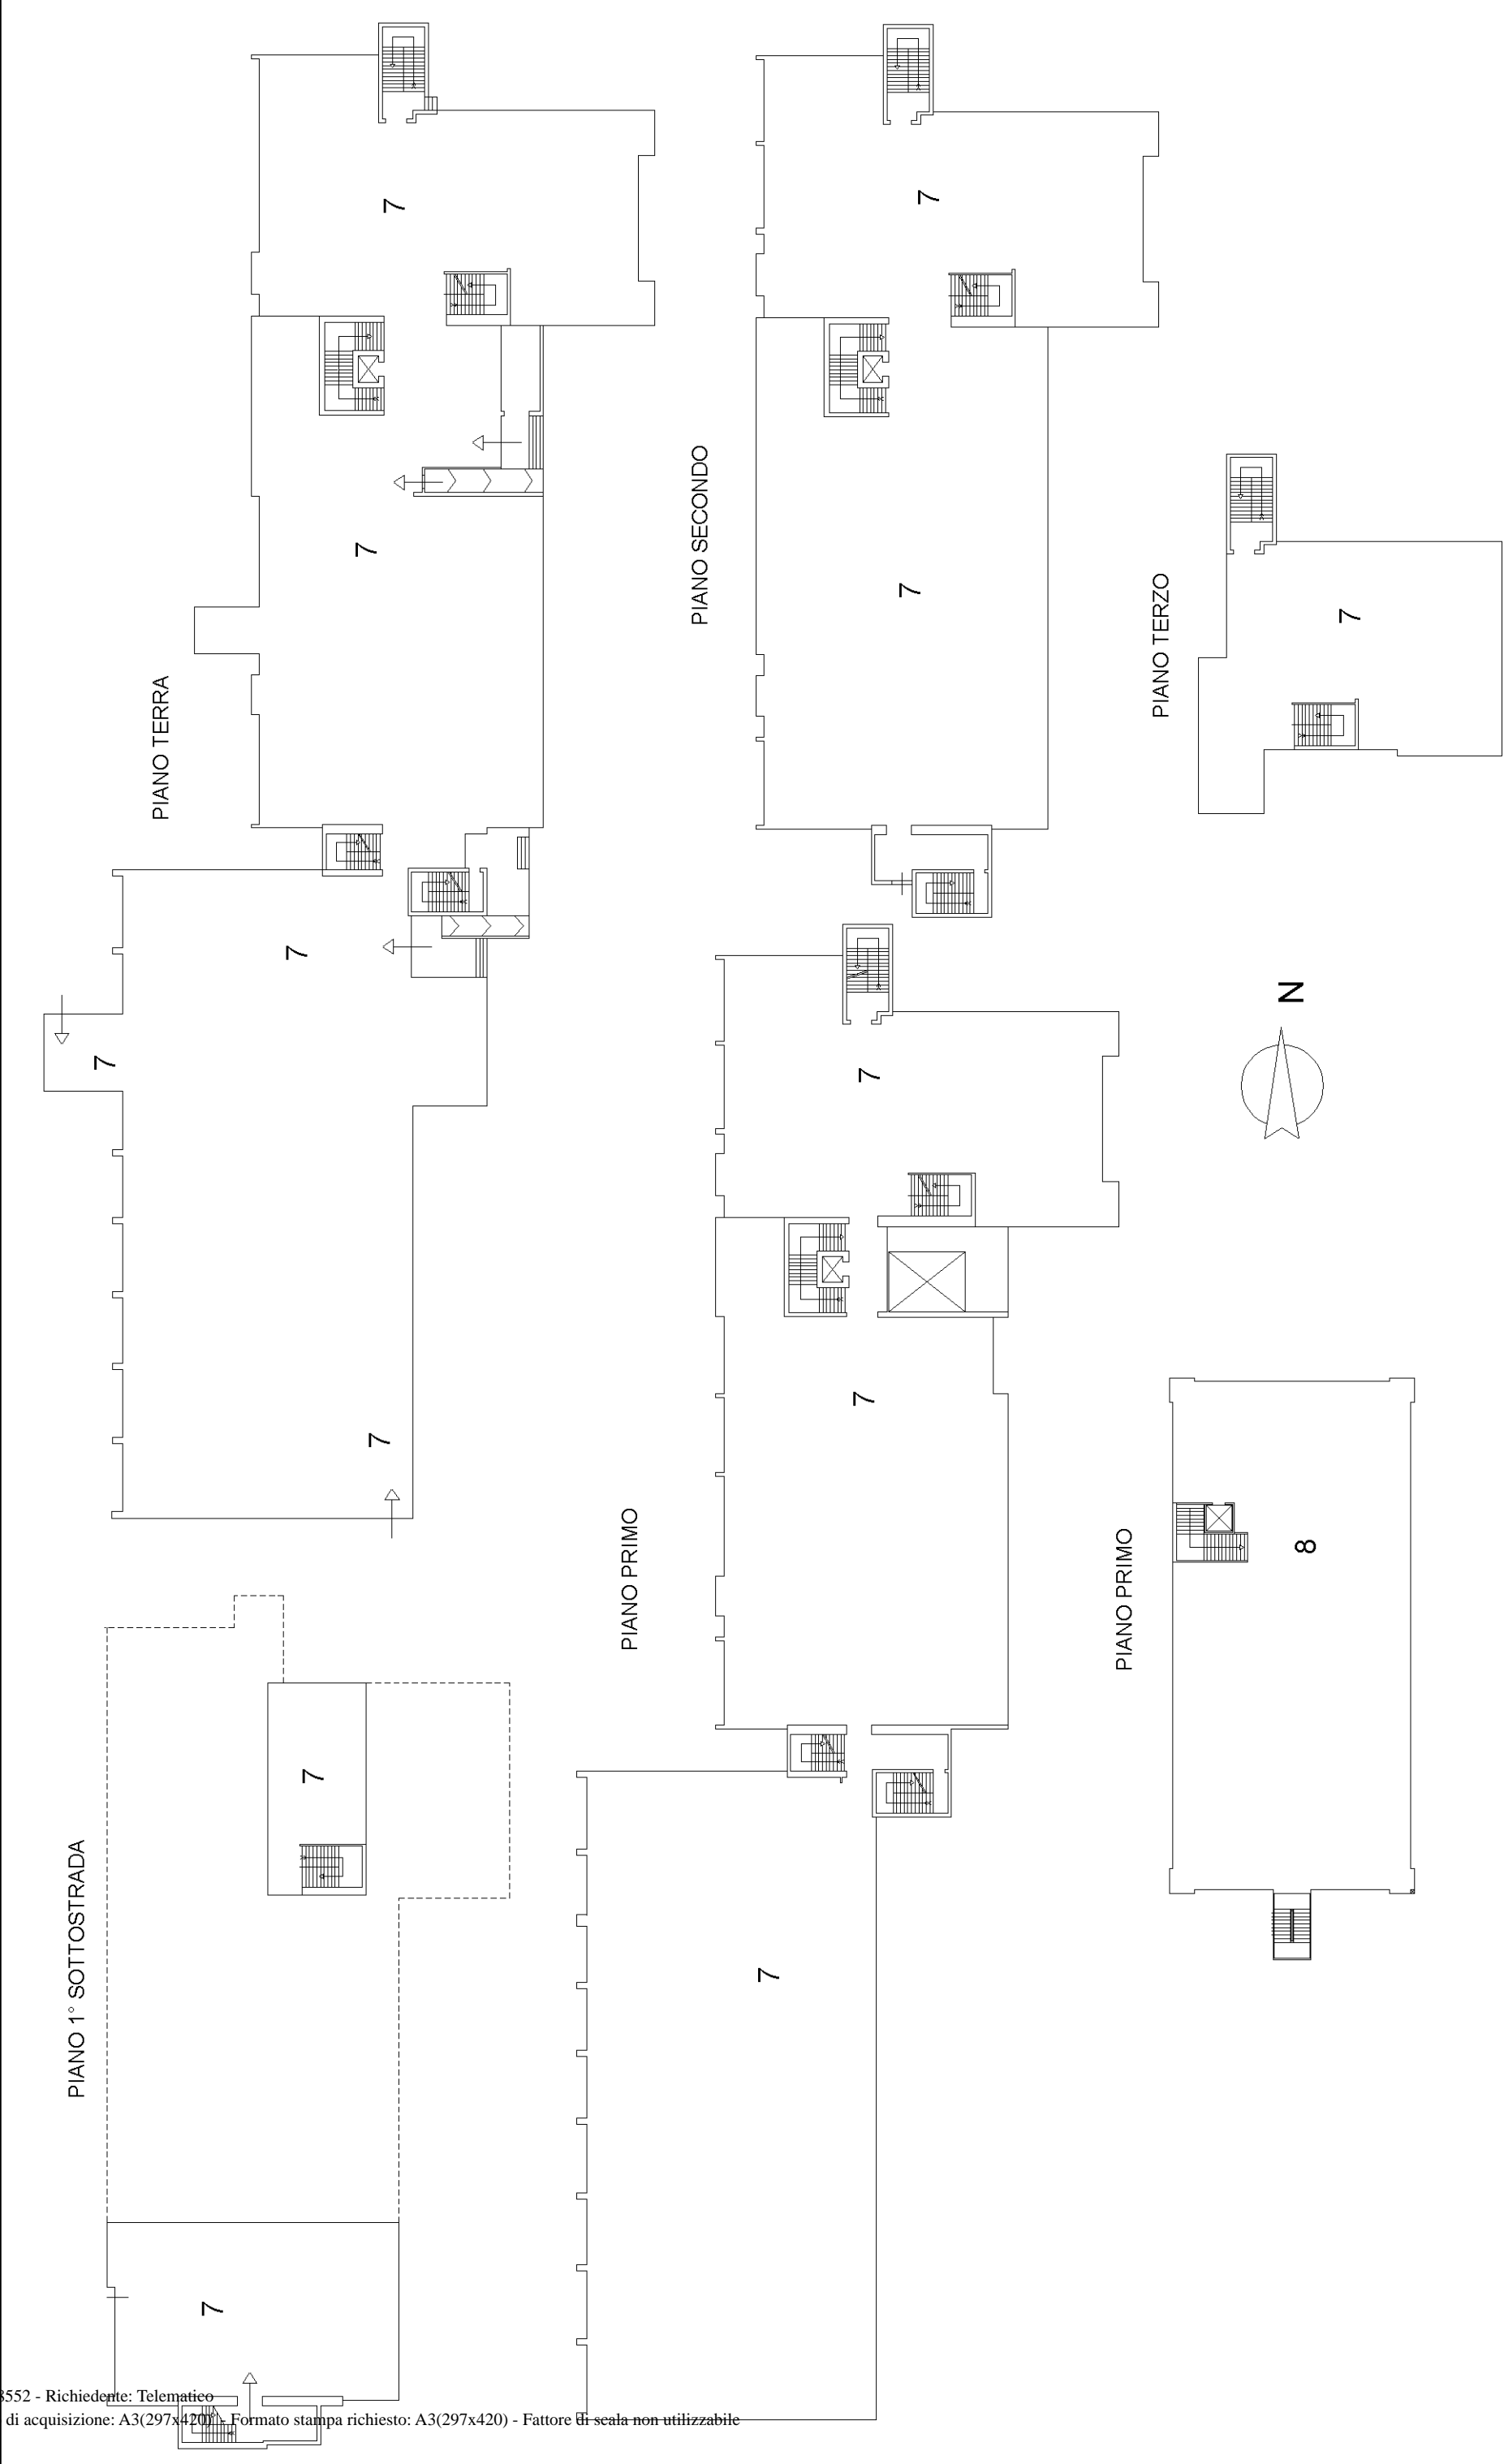 PIANO TERRA
7
7
7
7
7
PIANO SECONDO
7
7
PIANO TERZO
7
N
PIANO PRIMO
7
7
7
PIANO PRIMO
8
PIANO 1° SOTTOSTRADA
7
7
8552 - Richiedente: Telematico
di acquisizione: A3(297x420) - Formato stampa richiesto: A3(297x420) - Fattore di scala non utilizzabile